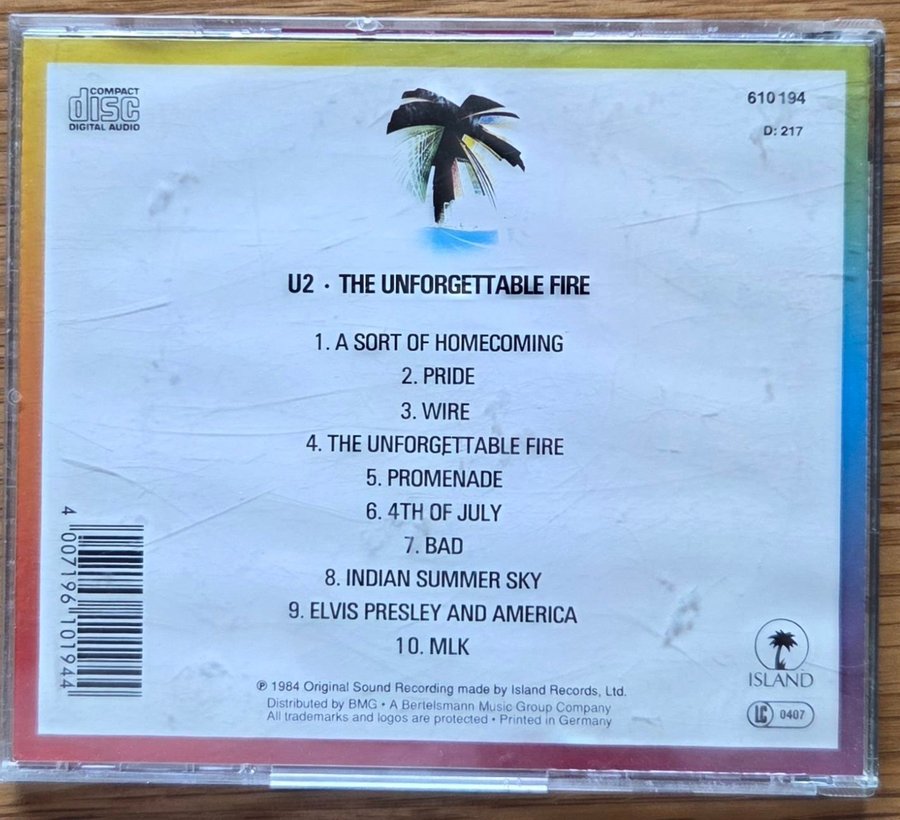 COMPACT
disc
DIGITAL AUDIO
610 194
D: 217
U2 · THE UNFORGETTABLE FIRE
1. A SORT OF HOMECOMING
2. PRIDE
3. WIRE
4. THE UNFORGETTABLE FIRE
5. PROMENADE
6. 4TH OF JULY
7. BAD
8. INDIAN SUMMER SKY
9. ELVIS PRESLEY AND AMERICA
10. MLK
4 007196 101944
℗ 1984 Original Sound Recording made by Island Records, Ltd.
Distributed by BMG • A Bertelsmann Music Group Company
All trademarks and logos are protected • Printed in Germany
ISLAND
LC 0407